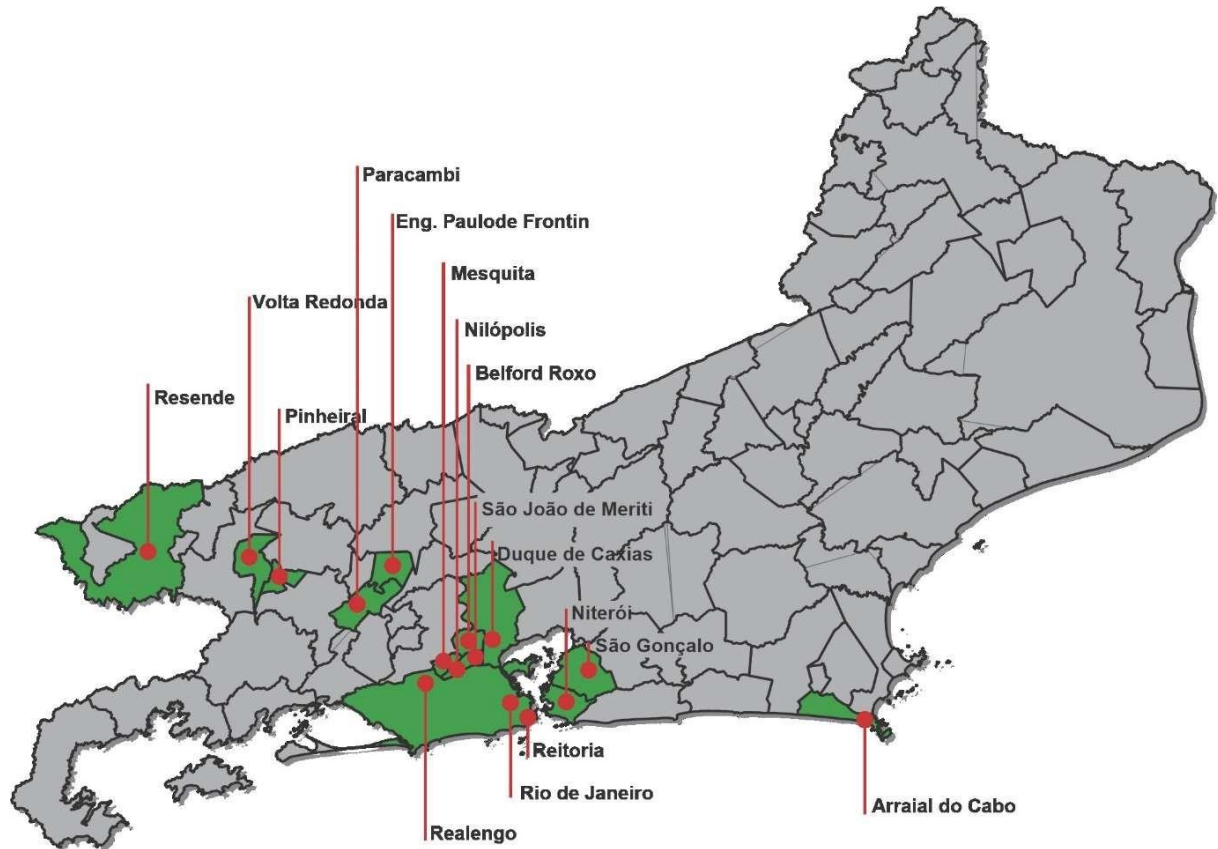 Paracambi
Eng. Paulode Frontin
Mesquita
Volta Redonda
Nilópolis
Belford Roxo
Resende
Pinheiral
São João de Meriti
Duque de Caxias
Niterói
São Gonçalo
Reitoria
Rio de Janeiro
Arraial do Cabo
Realengo